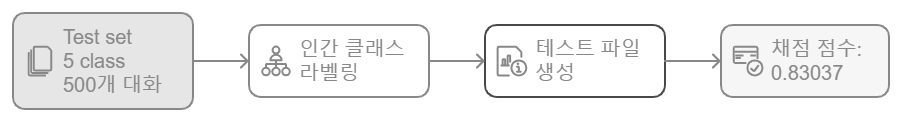 Test set
5 class
500개 대화
인간 클래스
라벨링
테스트 파일
생성
채점 점수:
0.83037